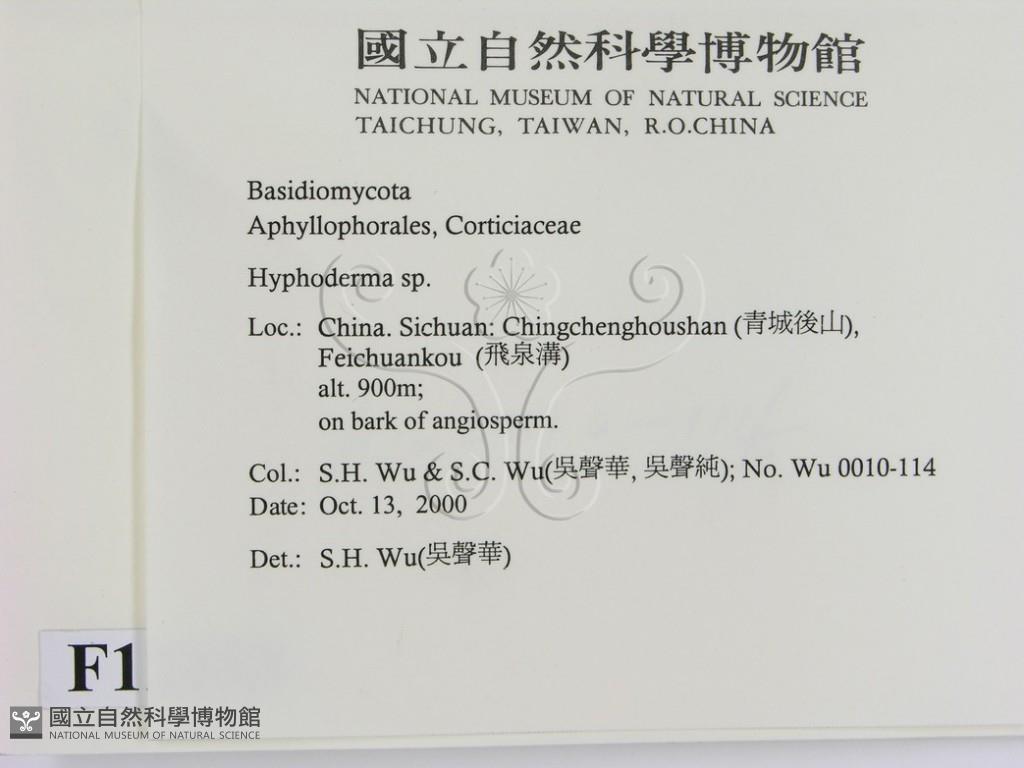 國立自然科學博物館
NATIONAL MUSEUM OF NATURAL SCIENCE
TAICHUNG, TAIWAN, R.O.CHINA
Basidiomycota
Aphyllophorales, Corticiaceae
Hyphoderma sp.
Loc.: China. Sichuan: Chingchenghoushan (青城後山),
Feichuankou (飛泉溝)
alt. 900m;
on bark of angiosperm.
Col.: S.H. Wu & S.C. Wu(吳聲華, 吳聲純); No. Wu 0010-114
Date: Oct. 13, 2000
Det.: S.H. Wu(吳聲華)
F1
國立自然科學博物館
NATIONAL MUSEUM OF NATURAL SCIENCE